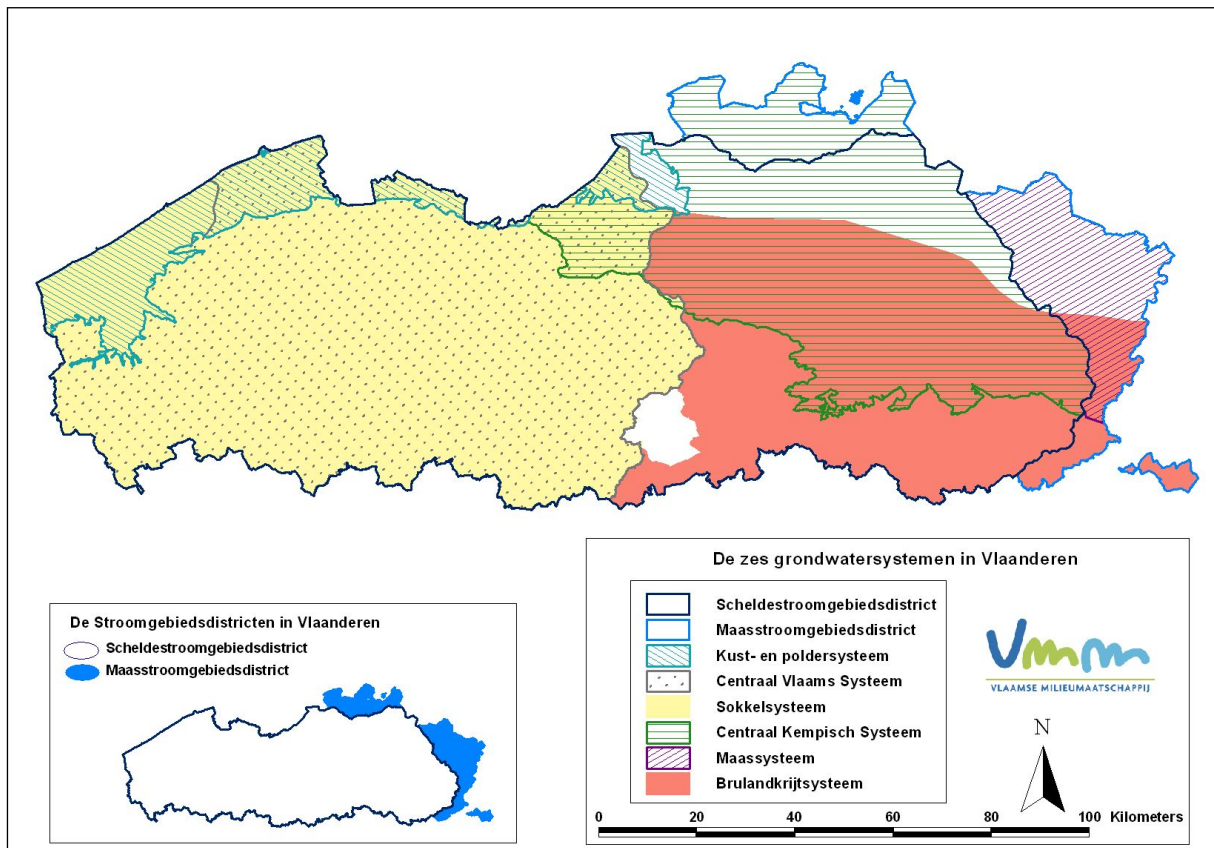 De zes grondwatersystemen in Vlaanderen
Scheldestroomgebiedsdistrict
Maasstroomgebiedsdistrict
Kust- en poldersysteem
Centraal Vlaams Systeem
Sokkelsysteem
Centraal Kempisch Systeem
Maassysteem
Brulandkrijtsysteem
Vmm
VLAAMSE MILIEUMAATSCHAPPIJ
N
0 20 40 60 80 100 Kilometers
De Stroomgebiedsdistricten in Vlaanderen
Scheldestroomgebiedsdistrict
Maasstroomgebiedsdistrict